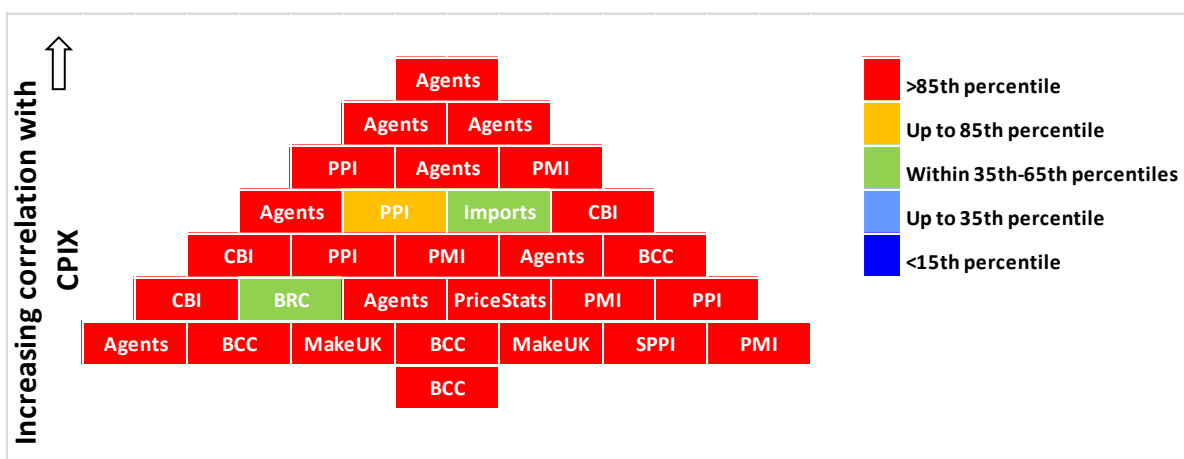 Increasing correlation with
CPIX
Agents
Agents Agents
PPI Agents PMI
Agents PPI Imports CBI
CBI PPI PMI Agents BCC
CBI BRC Agents PriceStats PMI PPI
Agents BCC MakeUK BCC MakeUK SPPI PMI
BCC
>85th percentile
Up to 85th percentile
Within 35th-65th percentiles
Up to 35th percentile
<15th percentile